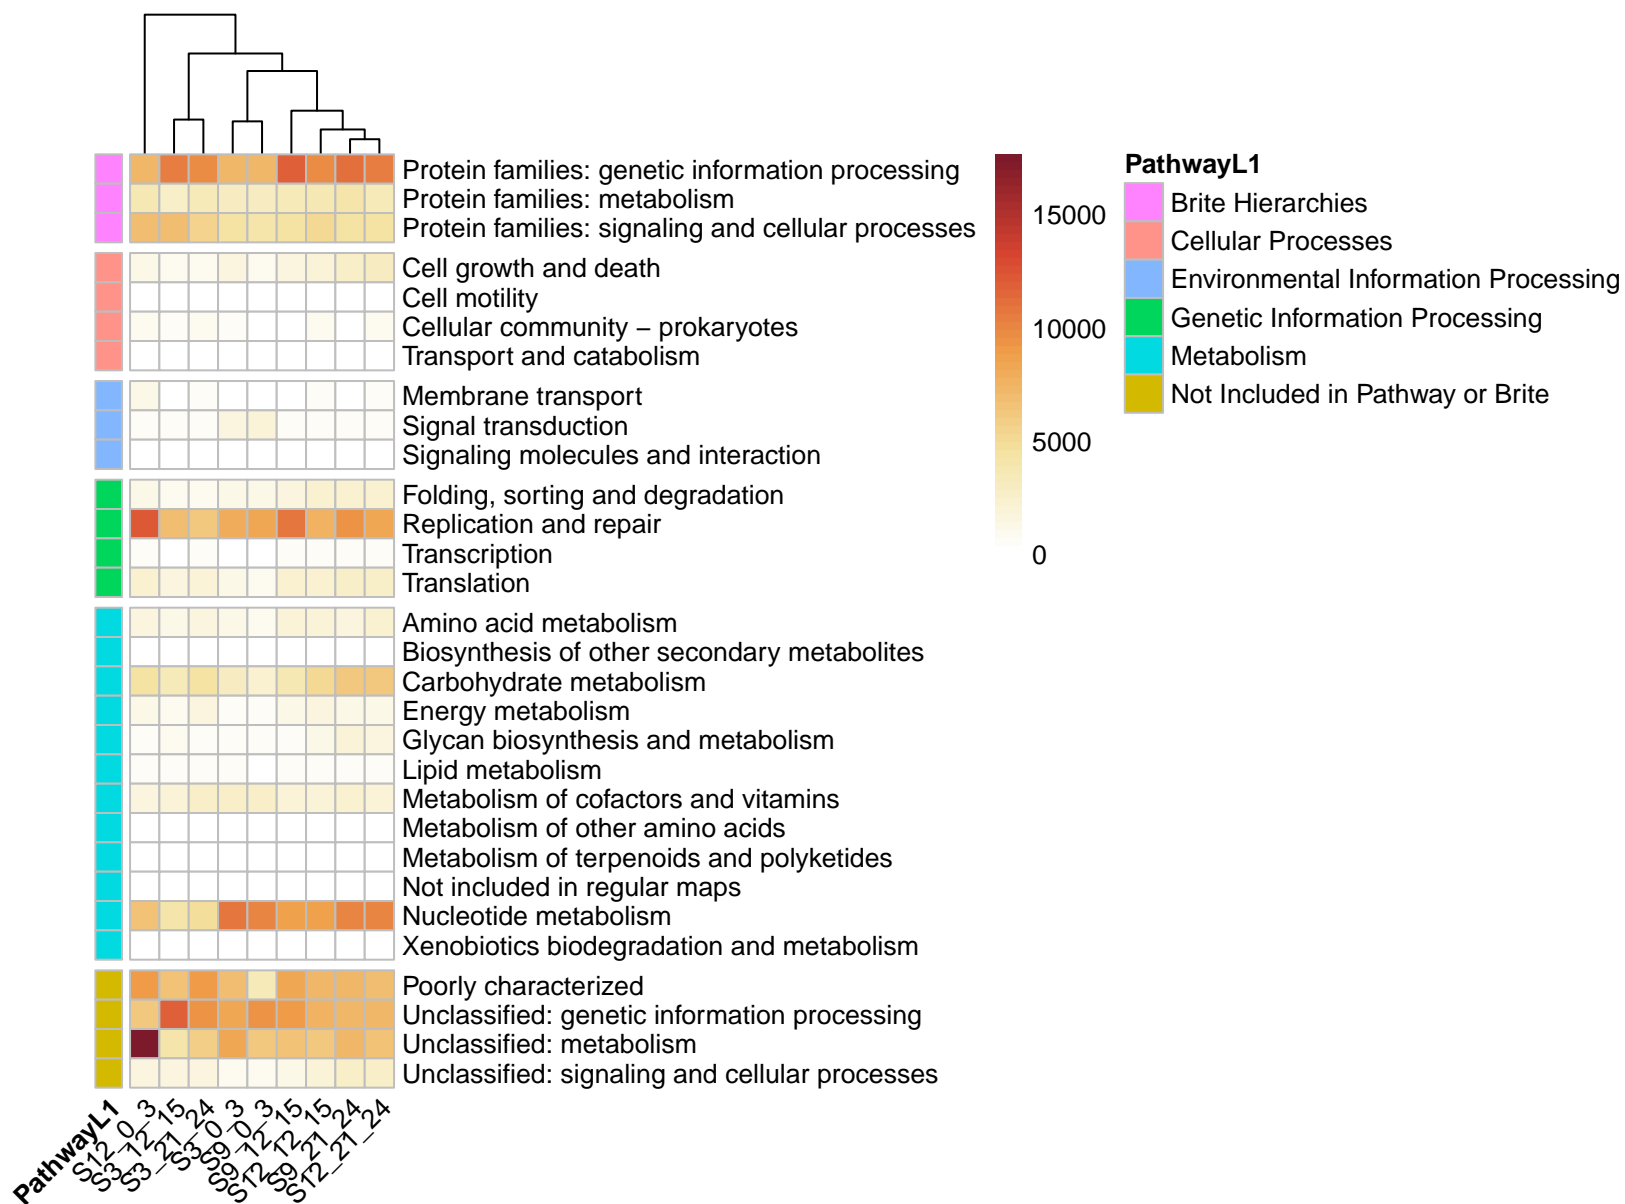 Protein families: genetic information processing
Protein families: metabolism
Protein families: signaling and cellular processes
Cell growth and death
Cell motility
Cellular community − prokaryotes
Transport and catabolism
Membrane transport
Signal transduction
Signaling molecules and interaction
Folding, sorting and degradation
Replication and repair
Transcription
Translation
Amino acid metabolism
Biosynthesis of other secondary metabolites
Carbohydrate metabolism
Energy metabolism
Glycan biosynthesis and metabolism
Lipid metabolism
Metabolism of cofactors and vitamins
Metabolism of other amino acids
Metabolism of terpenoids and polyketides
Not included in regular maps
Nucleotide metabolism
Xenobiotics biodegradation and metabolism
Poorly characterized
Unclassified: genetic information processing
Unclassified: metabolism
Unclassified: signaling and cellular processes
PathwayL1
S12_0_3
S3_12_15
S3_21_24
S3_0_3
S9_0_3
S9_12_15
S12_12_15
S9_21_24
S12_21_24
15000
10000
5000
0
PathwayL1
Brite Hierarchies
Cellular Processes
Environmental Information Processing
Genetic Information Processing
Metabolism
Not Included in Pathway or Brite